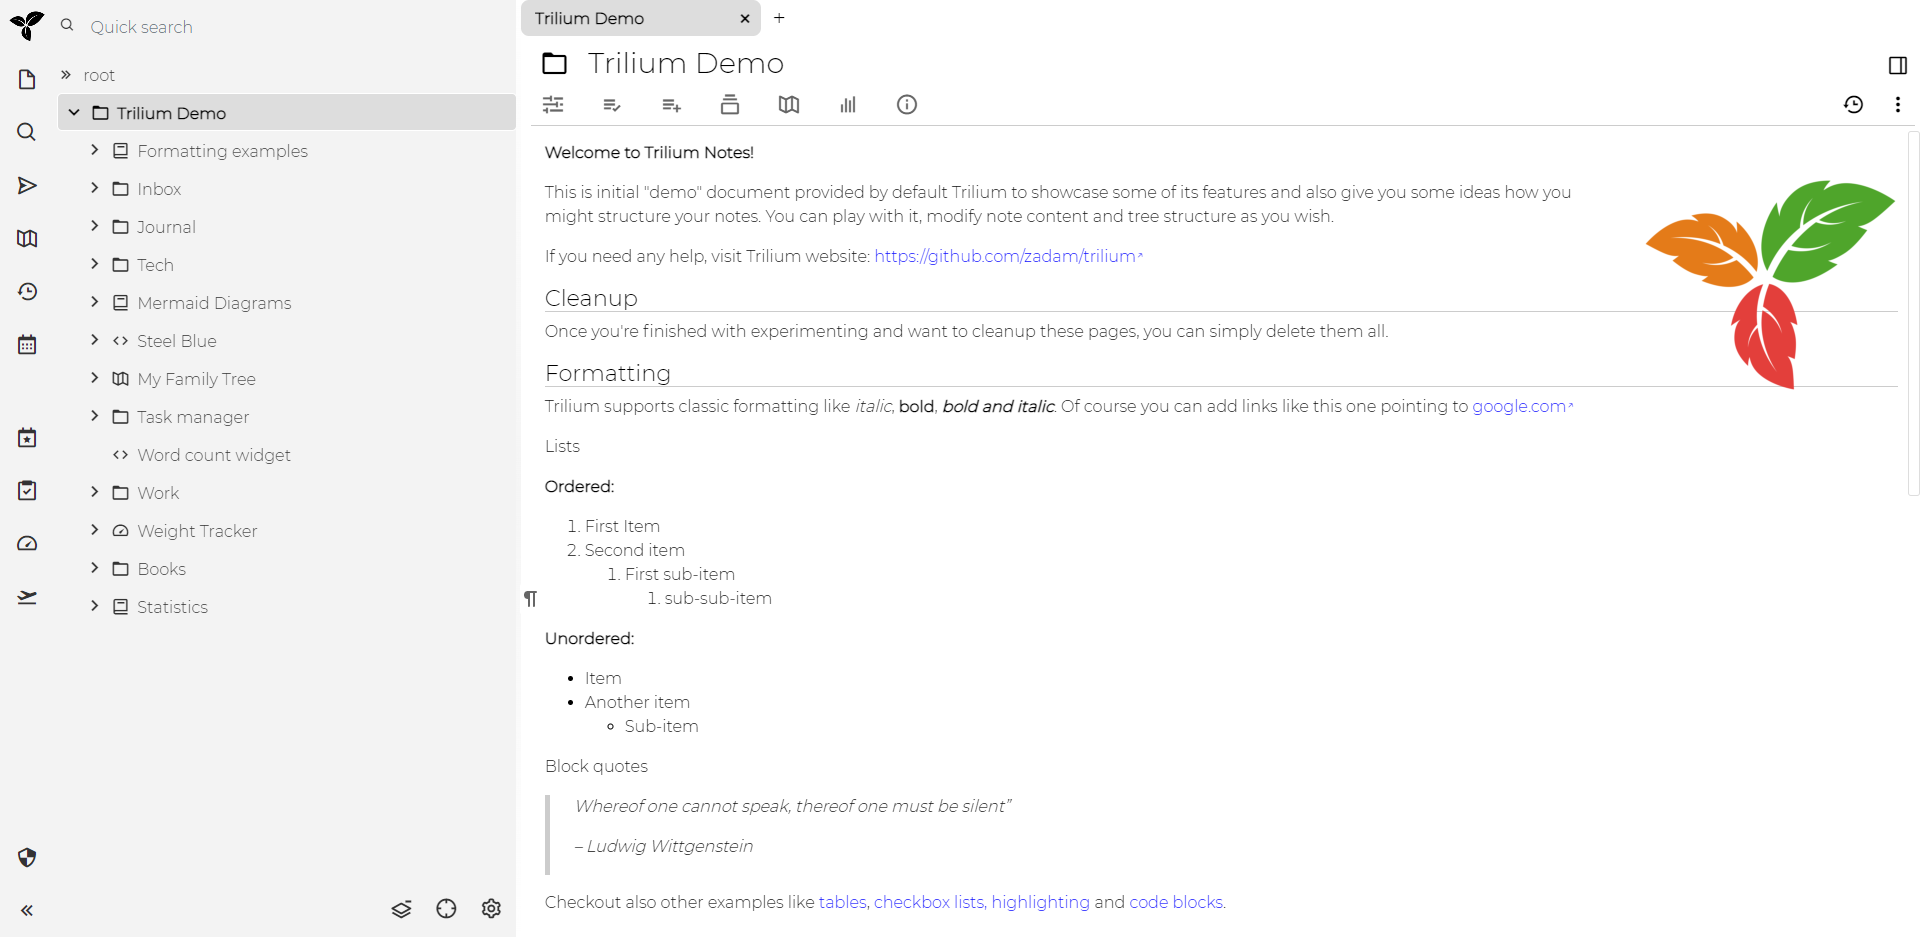 Quick search
root
Trilium Demo
Formatting examples
Inbox
Journal
Tech
Mermaid Diagrams
Steel Blue
My Family Tree
Task manager
Word count widget
Work
Weight Tracker
Books
Statistics
Trilium Demo
Trilium Demo
Welcome to Trilium Notes!
This is initial "demo" document provided by default Trilium to showcase some of its features and also give you some ideas how you
might structure your notes. You can play with it, modify note content and tree structure as you wish.
If you need any help, visit Trilium website: https://github.com/zadam/trilium
Cleanup
Once you're finished with experimenting and want to cleanup these pages, you can simply delete them all.
Formatting
Trilium supports classic formatting like italic, bold, bold and italic. Of course you can add links like this one pointing to google.com
Lists
Ordered:
1. First Item
2. Second item
1. First sub-item
1. sub-sub-item
¶
Unordered:
• Item
• Another item
◦ Sub-item
Block quotes
Whereof one cannot speak, thereof one must be silent”
– Ludwig Wittgenstein
Checkout also other examples like tables, checkbox lists, highlighting and code blocks.